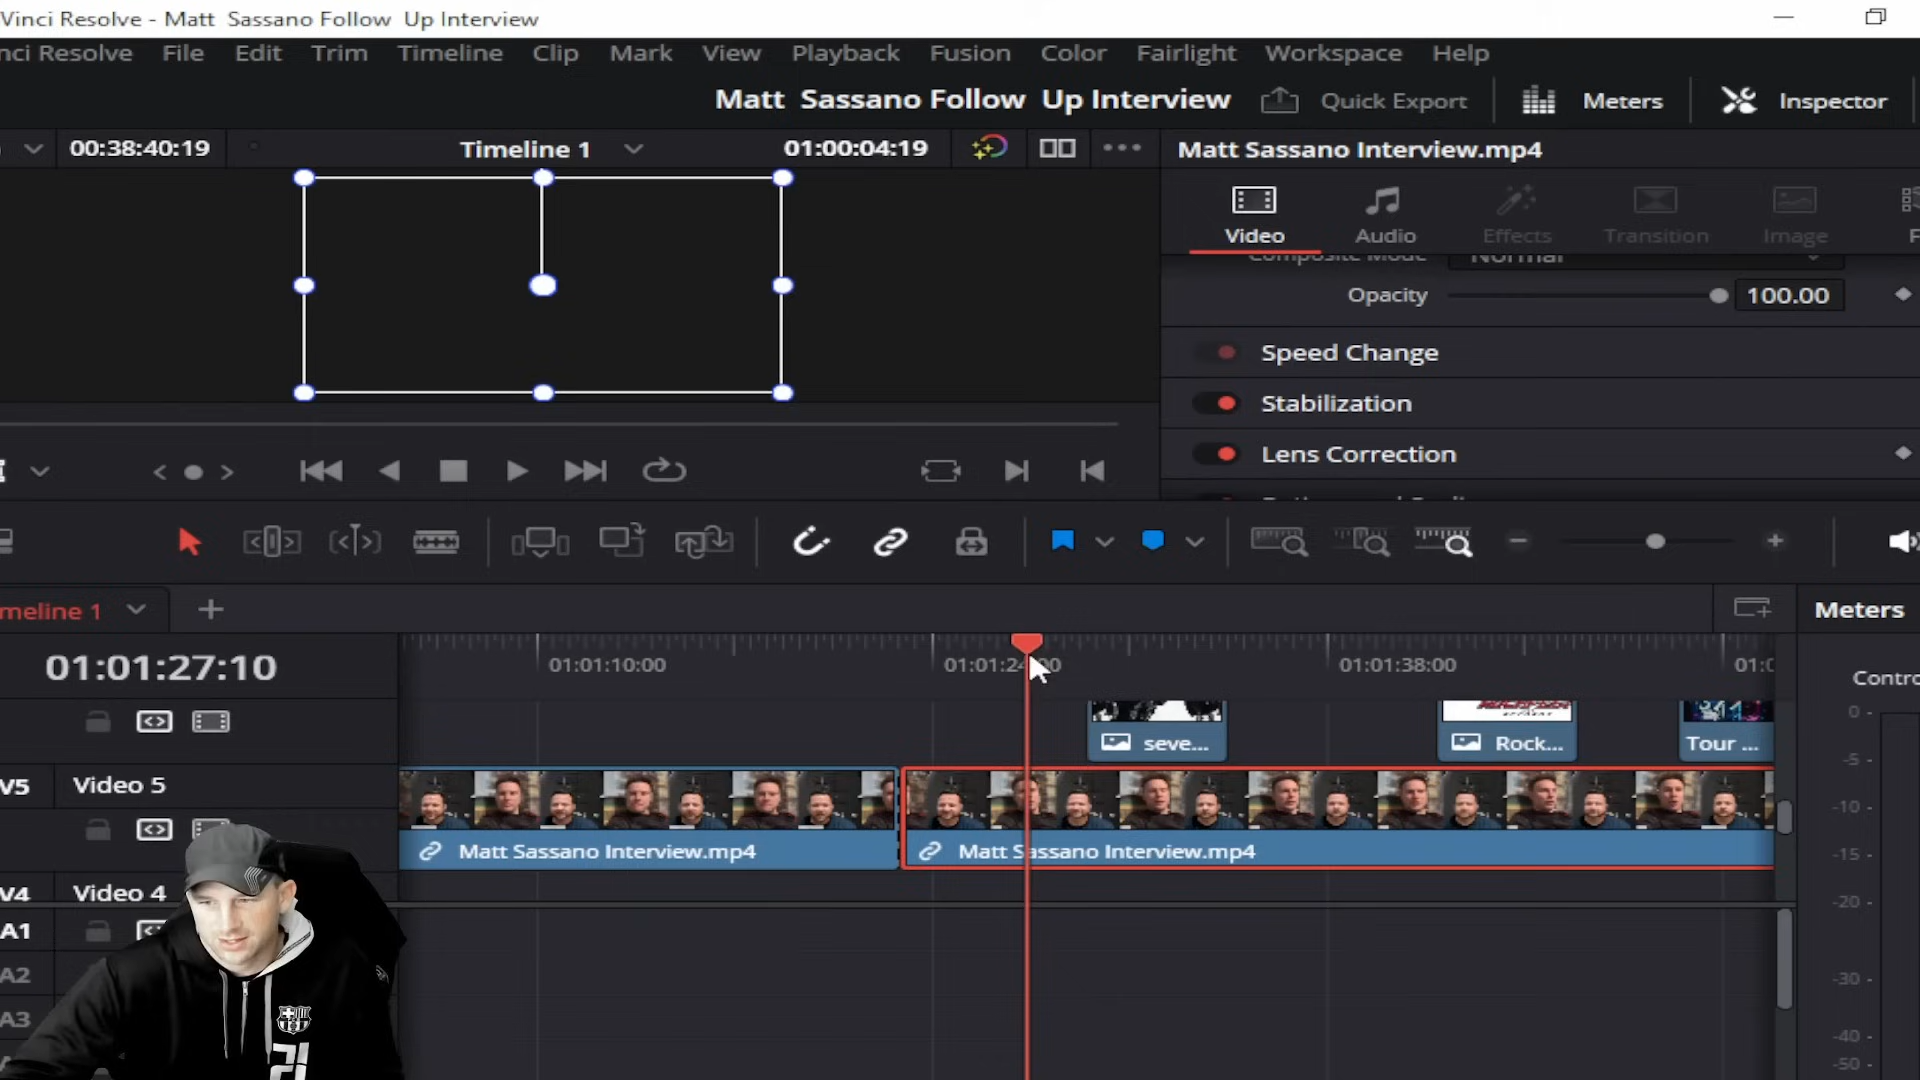 Vinci Resolve - Matt Sassano Follow Up Interview
nci Resolve File Edit Trim Timeline Clip Mark View Playback Fusion Color Fairlight Workspace Help
Matt Sassano Follow Up Interview Quick Export Meters Inspector
00:38:40:19 Timeline 1 01:00:04:19 Matt Sassano Interview.mp4
Video Audio Effects Transition Image F
Composite Mode Normal
Opacity 100.00
Speed Change
Stabilization
Lens Correction
meline 1 Meters
01:01:27:10 01:01:10:00 01:01:24:00 01:01:38:00 01:0
Contro
0 -
seve... Rock... Tour ...
-5 -
V5 Video 5
-10 -
Matt Sassano Interview.mp4 Matt Sassano Interview.mp4
-15 -
V4 Video 4
-20 -
A1
A2
-30 -
A3
-40 -
-50 -
21